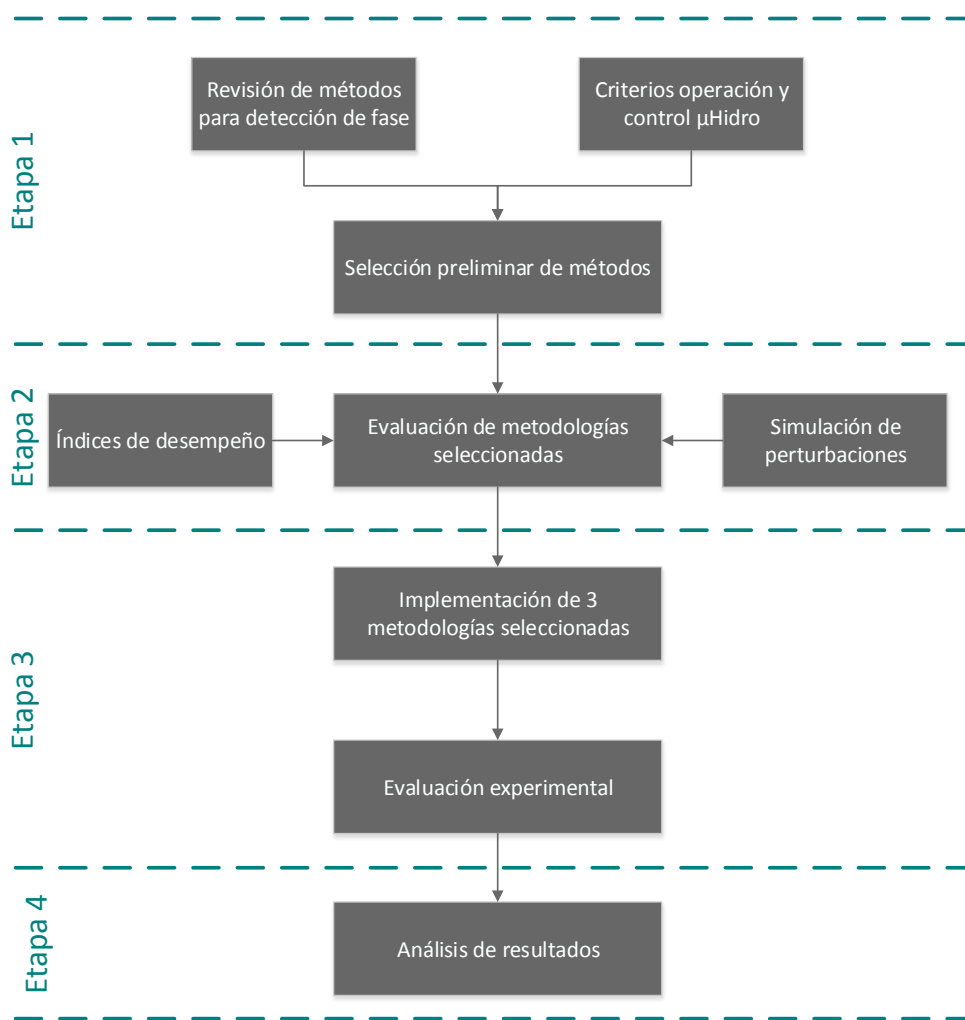 Etapa 1
Revisión de métodos
para detección de fase
Criterios operación y
control µHidro
Selección preliminar de métodos
Etapa 2
Índices de desempeño
Evaluación de metodologías
seleccionadas
Simulación de
perturbaciones
Etapa 3
Implementación de 3
metodologías seleccionadas
Evaluación experimental
Etapa 4
Análisis de resultados